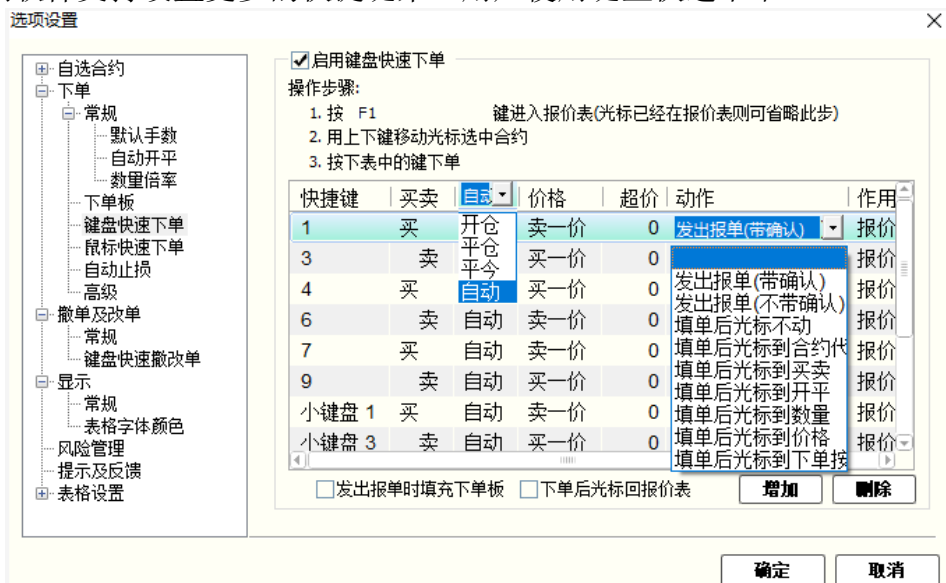 选项设置
自选合约
下单
常规
默认手数
自动开平
数量倍率
下单板
键盘快速下单
鼠标快速下单
自动止损
高级
撤单及改单
常规
键盘快速撤改单
显示
常规
表格字体颜色
风险管理
提示及反馈
表格设置
启用键盘快速下单
操作步骤:
1. 按 F1 键进入报价表(光标已经在报价表则可省略此步)
2. 用上下键移动光标选中合约
3. 按下表中的键下单
快捷键 买卖 自动 价格 超价 动作 作用
1 买 卖一价 0 发出报单(带确认) 报价
3 卖 买一价 0 报价
4 买 买一价 0 报价
6 卖 自动 卖一价 0 报价
7 买 自动 卖一价 0 报价
9 卖 自动 买一价 0 报价
小键盘 1 买 自动 卖一价 0 报价
小键盘 3 卖 自动 买一价 0 报价
开仓
平仓
平今
自动
发出报单(带确认)
发出报单(不带确认)
填单后光标不动
填单后光标到合约代
填单后光标到买卖
填单后光标到开平
填单后光标到数量
填单后光标到价格
填单后光标到下单按
发出报单时填充下单板 下单后光标回报价表 增加 删除
确定 取消